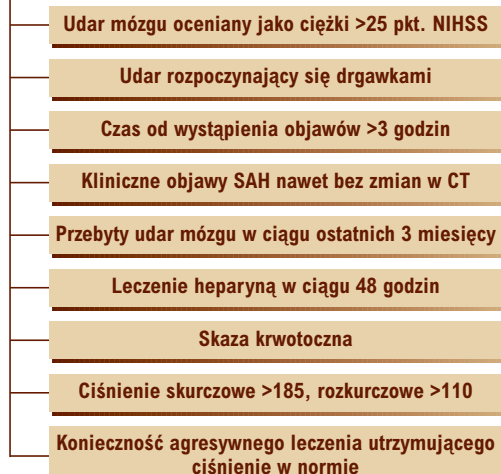 Udar mózgu oceniany jako ciężki >25 pkt. NIHSS
Udar rozpoczynający się drgawkami
Czas od wystąpienia objawów >3 godzin
Kliniczne objawy SAH nawet bez zmian w CT
Przebyty udar mózgu w ciągu ostatnich 3 miesięcy
Leczenie heparyną w ciągu 48 godzin
Skaza krwotoczna
Ciśnienie skurczowe >185, rozkurczowe >110
Konieczność agresywnego leczenia utrzymującego
ciśnienie w normie